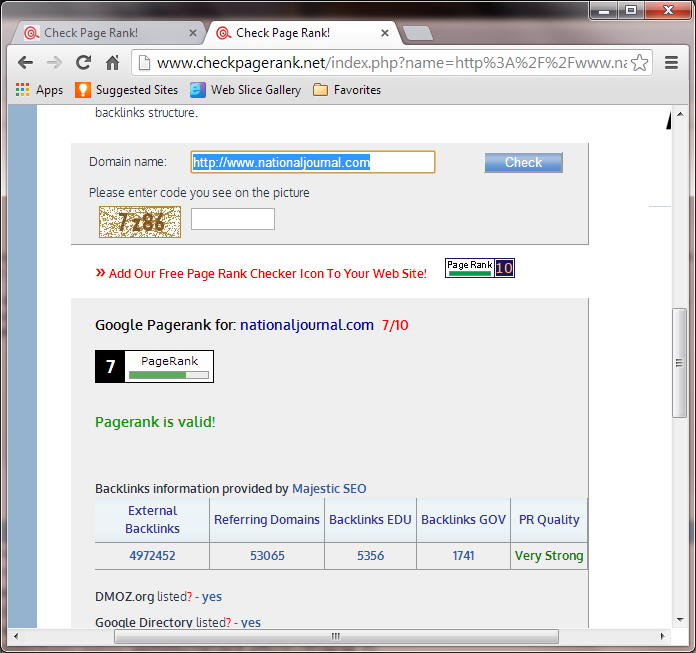 Check Page Rank!
Check Page Rank!
www.checkpagerank.net/index.php?name=http%3A%2F%2Fwww.na
Apps Suggested Sites Web Slice Gallery Favorites
backlinks structure.
Domain name: http://www.nationaljournal.com Check
Please enter code you see on the picture
7z86
» Add Our Free Page Rank Checker Icon To Your Web Site! Page Rank 10
Google Pagerank for: nationaljournal.com 7/10
7 PageRank
Pagerank is valid!
Backlinks information provided by Majestic SEO
External Backlinks Referring Domains Backlinks EDU Backlinks GOV PR Quality
4972452 53065 5356 1741 Very Strong
DMOZ.org listed? - yes
Google Directory listed? - yes